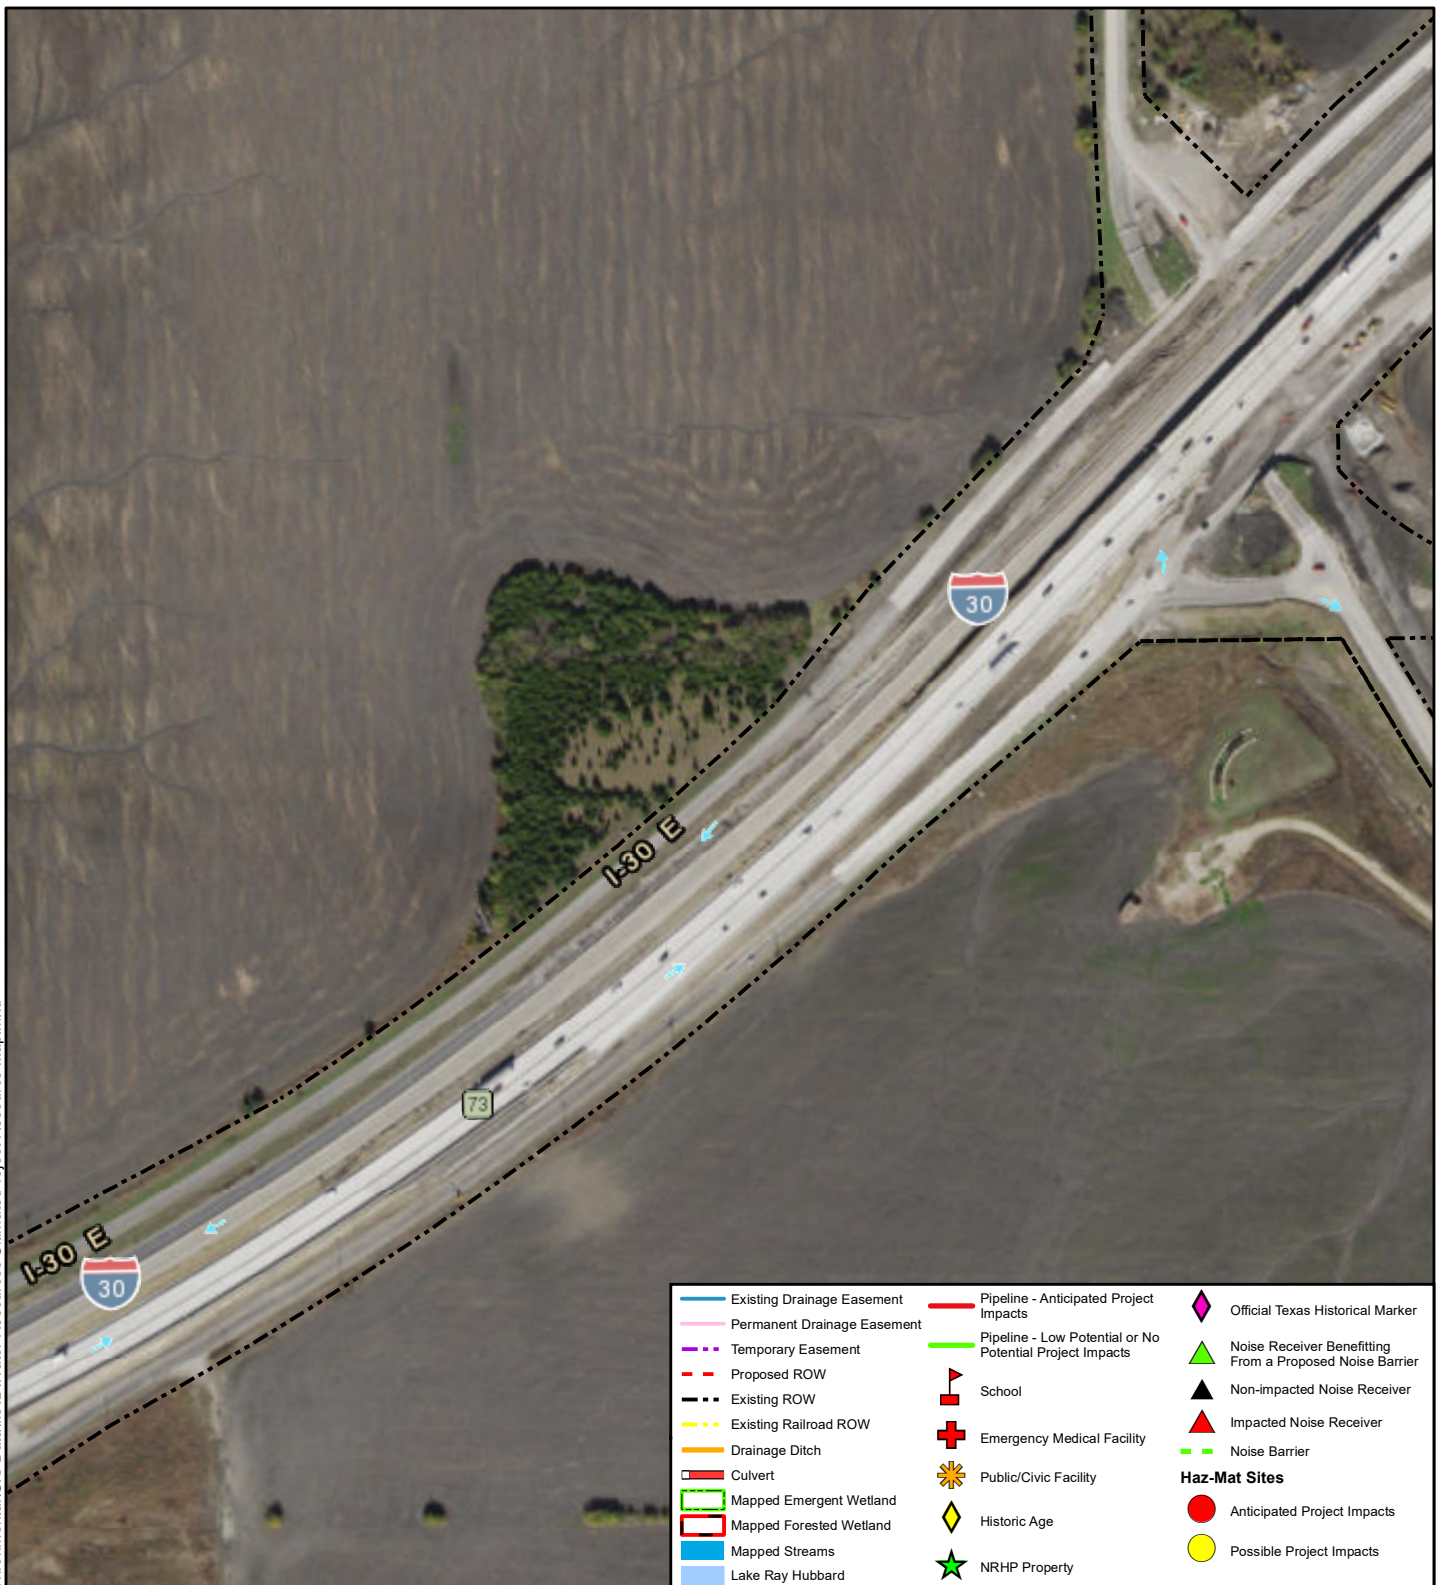 30
I-30 E
73
I-30 E
30
Existing Drainage Easement
Permanent Drainage Easement
Temporary Easement
Proposed ROW
Existing ROW
Existing Railroad ROW
Drainage Ditch
Culvert
Mapped Emergent Wetland
Mapped Forested Wetland
Mapped Streams
Lake Ray Hubbard
Pipeline - Anticipated Project
Impacts
Pipeline - Low Potential or No
Potential Project Impacts
School
Emergency Medical Facility
Public/Civic Facility
Historic Age
NRHP Property
Official Texas Historical Marker
Noise Receiver Benefitting
From a Proposed Noise Barrier
Non-impacted Noise Receiver
Impacted Noise Receiver
Noise Barrier
Haz-Mat Sites
Anticipated Project Impacts
Possible Project Impacts